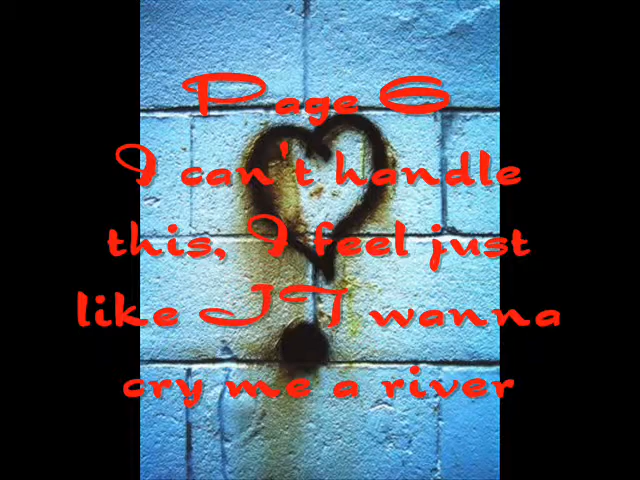 Page 6
I can't handle
this, I feel just
like JT wanna
cry me a river